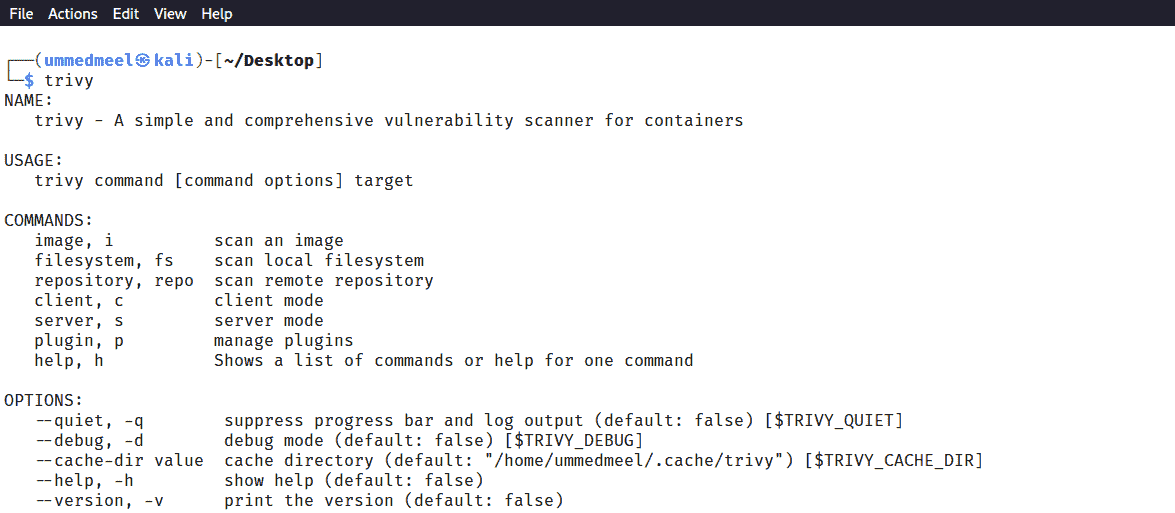 File Actions Edit View Help
┌──(ummedmeel㉿kali)-[~/Desktop]
└─$ trivy
NAME:
   trivy - A simple and comprehensive vulnerability scanner for containers
USAGE:
   trivy command [command options] target
COMMANDS:
   image, i          scan an image
   filesystem, fs    scan local filesystem
   repository, repo  scan remote repository
   client, c         client mode
   server, s         server mode
   plugin, p         manage plugins
   help, h           Shows a list of commands or help for one command
OPTIONS:
   --quiet, -q        suppress progress bar and log output (default: false) [$TRIVY_QUIET]
   --debug, -d        debug mode (default: false) [$TRIVY_DEBUG]
   --cache-dir value  cache directory (default: "/home/ummedmeel/.cache/trivy") [$TRIVY_CACHE_DIR]
   --help, -h         show help (default: false)
   --version, -v      print the version (default: false)